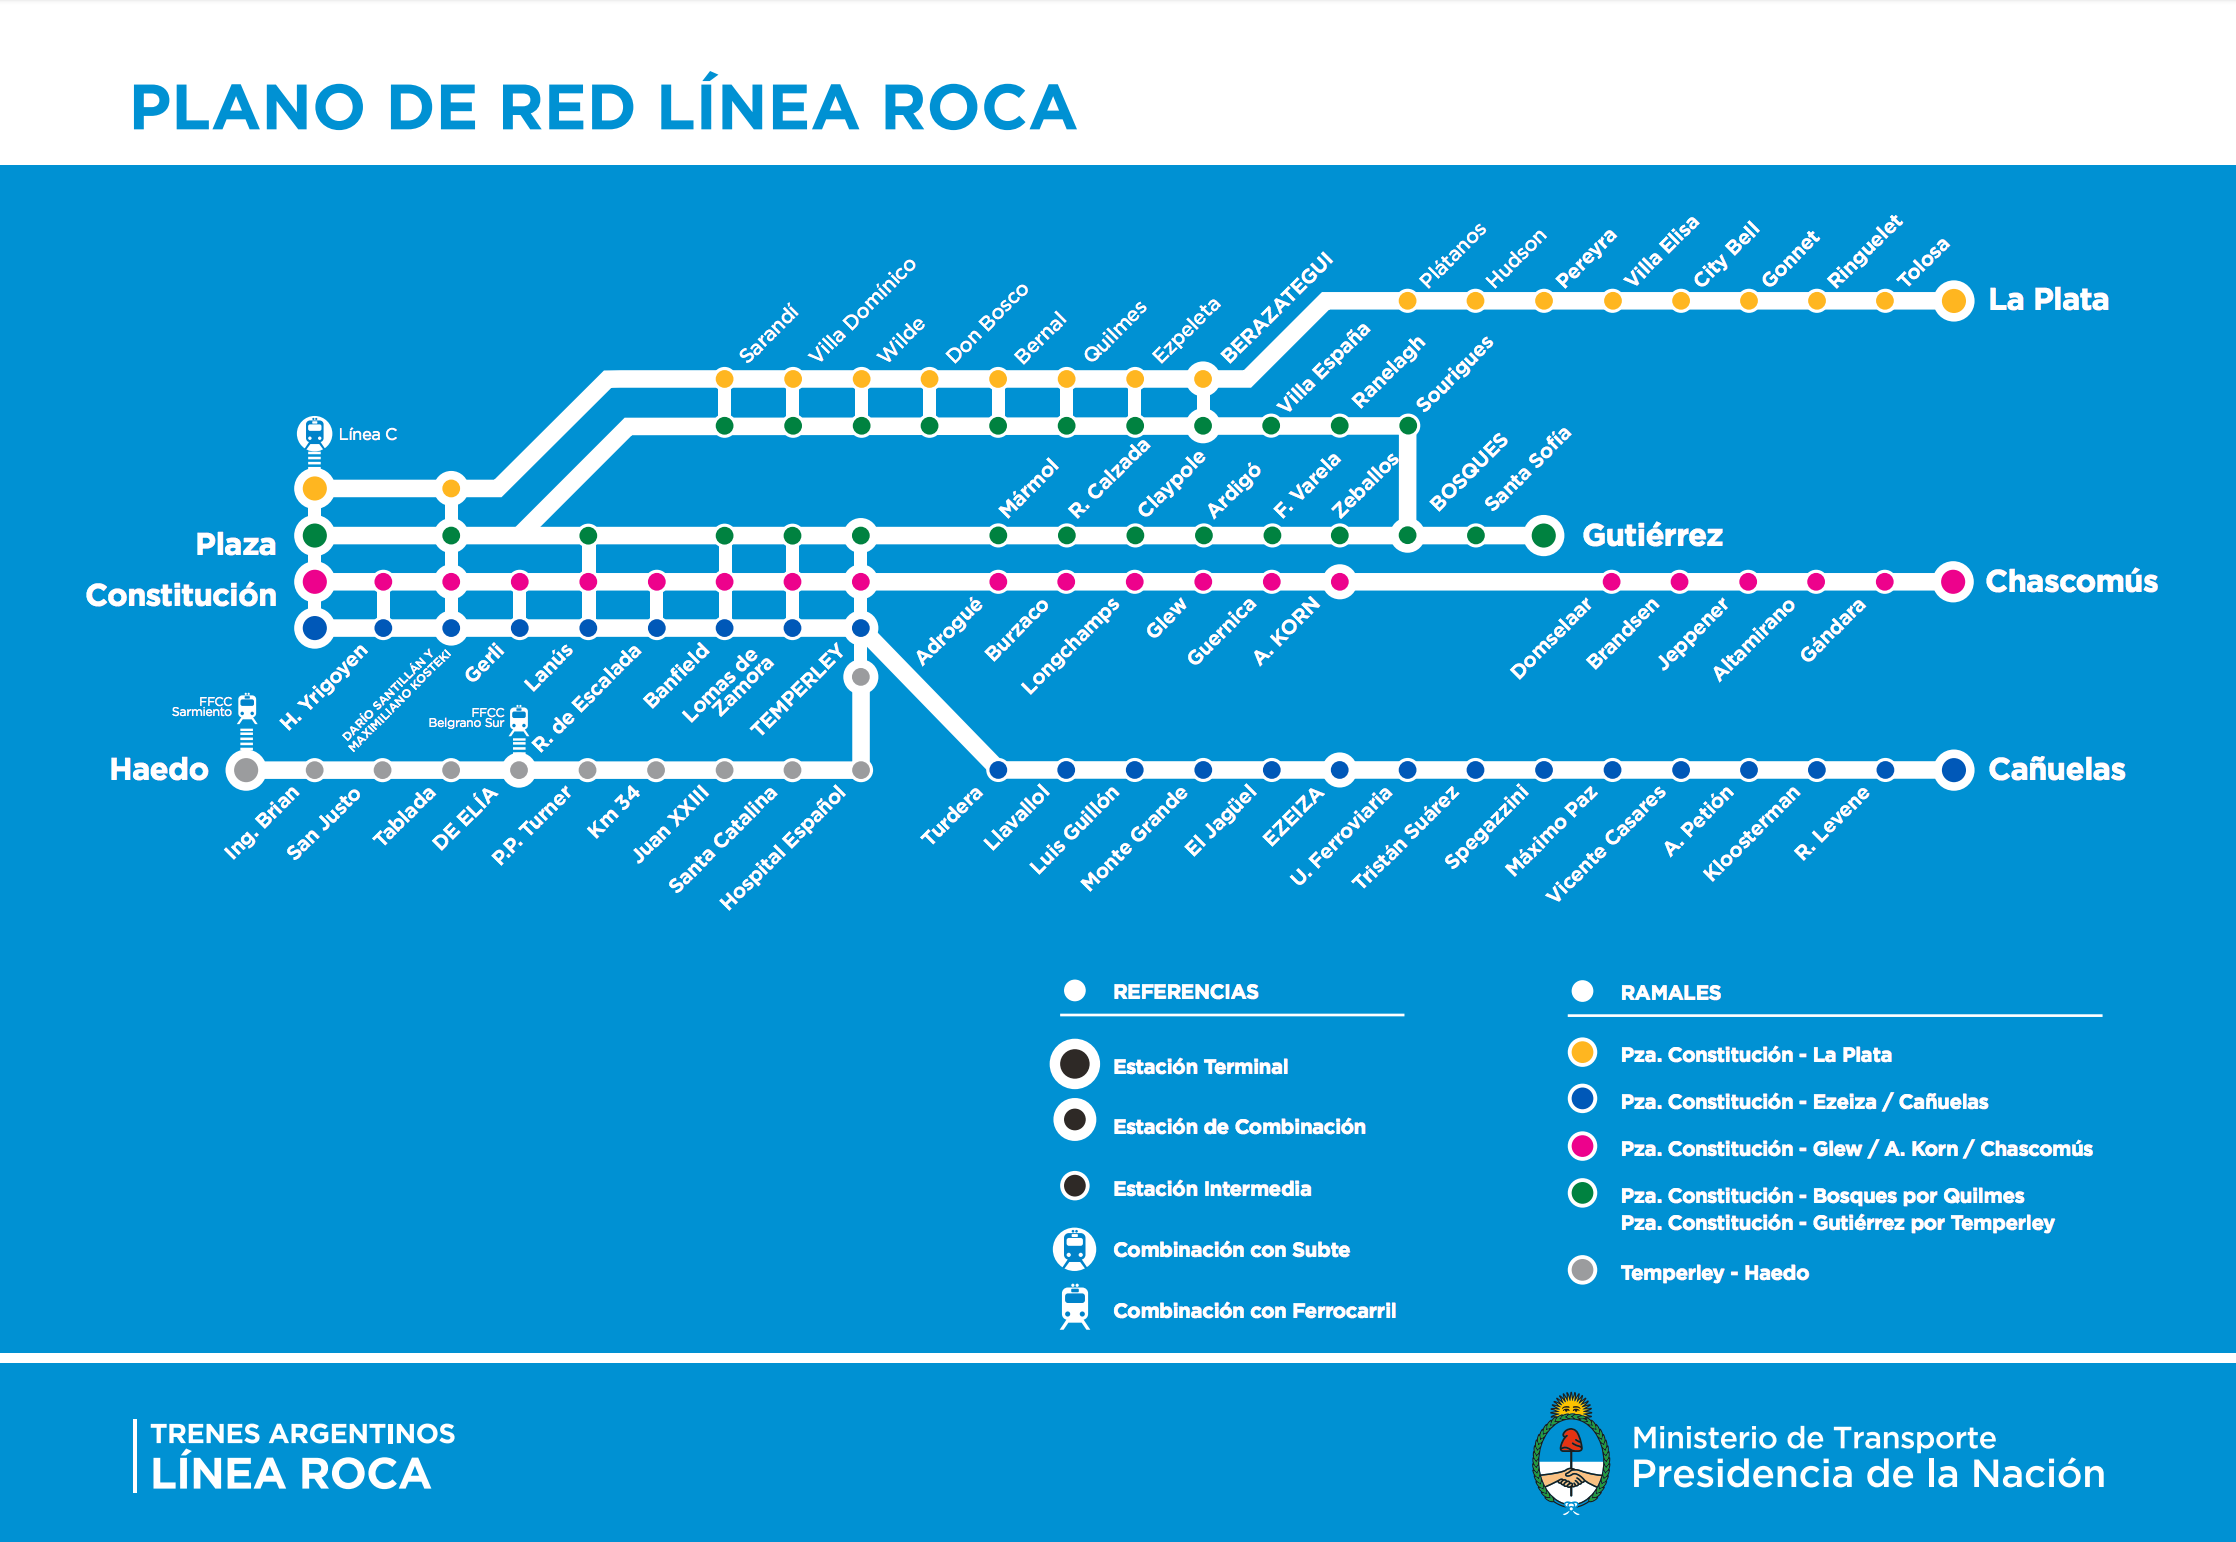 PLANO DE RED LÍNEA ROCA
Línea C
Plaza
Constitución
Sarandí
Villa Domínico
Wilde
Don Bosco
Bernal
Quilmes
Ezpeleta
BERAZATEGUI
Plátanos
Hudson
Pereyra
Villa Elisa
City Bell
Gonnet
Ringuelet
Tolosa
La Plata
Villa España
Ranelagh
Sourigues
Mármol
R. Calzada
Claypole
Ardigó
F. Varela
Zeballos
BOSQUES
Santa Sofía
Gutiérrez
H. Yrigoyen
DARÍO SANTILLÁN Y
MAXIMILIANO KOSTEKI
Gerli
Lanús
R. de Escalada
Banfield
Lomas de
Zamora
TEMPERLEY
Adrogué
Burzaco
Longchamps
Glew
Guernica
A. KORN
Domselaar
Brandsen
Jeppener
Altamirano
Gándara
Chascomús
FFCC
Sarmiento
FFCC
Belgrano Sur
Haedo
Ing. Brian
San Justo
Tablada
DE ELÍA
P.P. Turner
Km 34
Juan XXIII
Santa Catalina
Hospital Español
Turdera
Llavallol
Luis Guillón
Monte Grande
El Jagüel
EZEIZA
U. Ferroviaria
Tristán Suárez
Spegazzini
Máximo Paz
Vicente Casares
A. Petión
Kloosterman
R. Levene
Cañuelas
REFERENCIAS
Estación Terminal
Estación de Combinación
Estación Intermedia
Combinación con Subte
Combinación con Ferrocarril
RAMALES
Pza. Constitución - La Plata
Pza. Constitución - Ezeiza / Cañuelas
Pza. Constitución - Glew / A. Korn / Chascomús
Pza. Constitución - Bosques por Quilmes
Pza. Constitución - Gutiérrez por Temperley
Temperley - Haedo
TRENES ARGENTINOS
LÍNEA ROCA
Ministerio de Transporte
Presidencia de la Nación